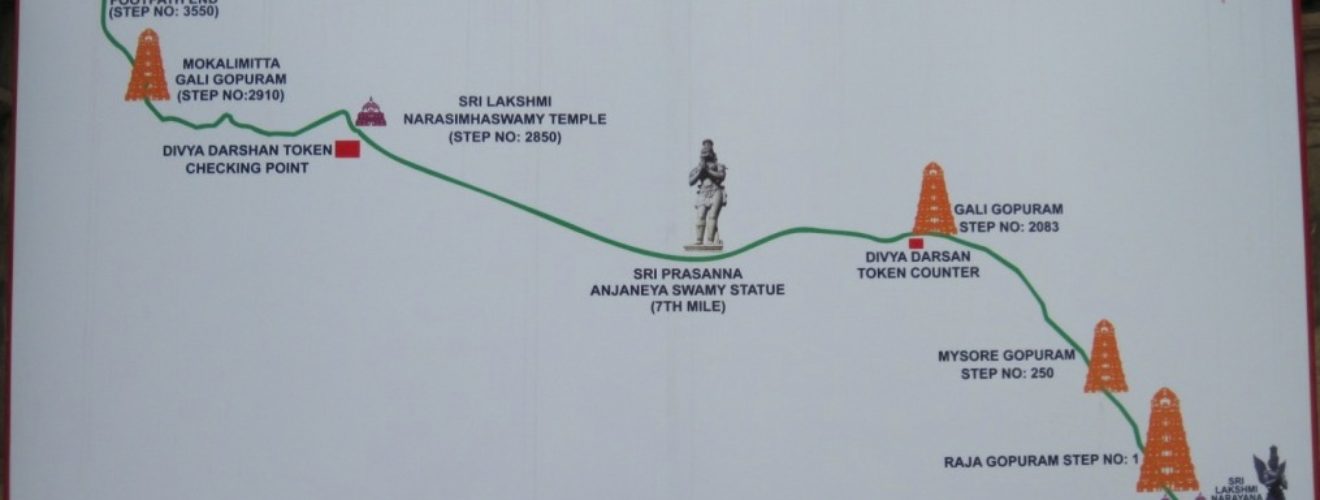 FOOTPATH END
(STEP NO: 3550)
MOKALIMITTA
GALI GOPURAM
(STEP NO:2910)
SRI LAKSHMI
NARASIMHASWAMY TEMPLE
(STEP NO: 2850)
DIVYA DARSHAN TOKEN
CHECKING POINT
SRI PRASANNA
ANJANEYA SWAMY STATUE
(7TH MILE)
GALI GOPURAM
STEP NO: 2083
DIVYA DARSAN
TOKEN COUNTER
MYSORE GOPURAM
STEP NO: 250
RAJA GOPURAM STEP NO: 1
SRI
LAKSHMI
NARAYANA